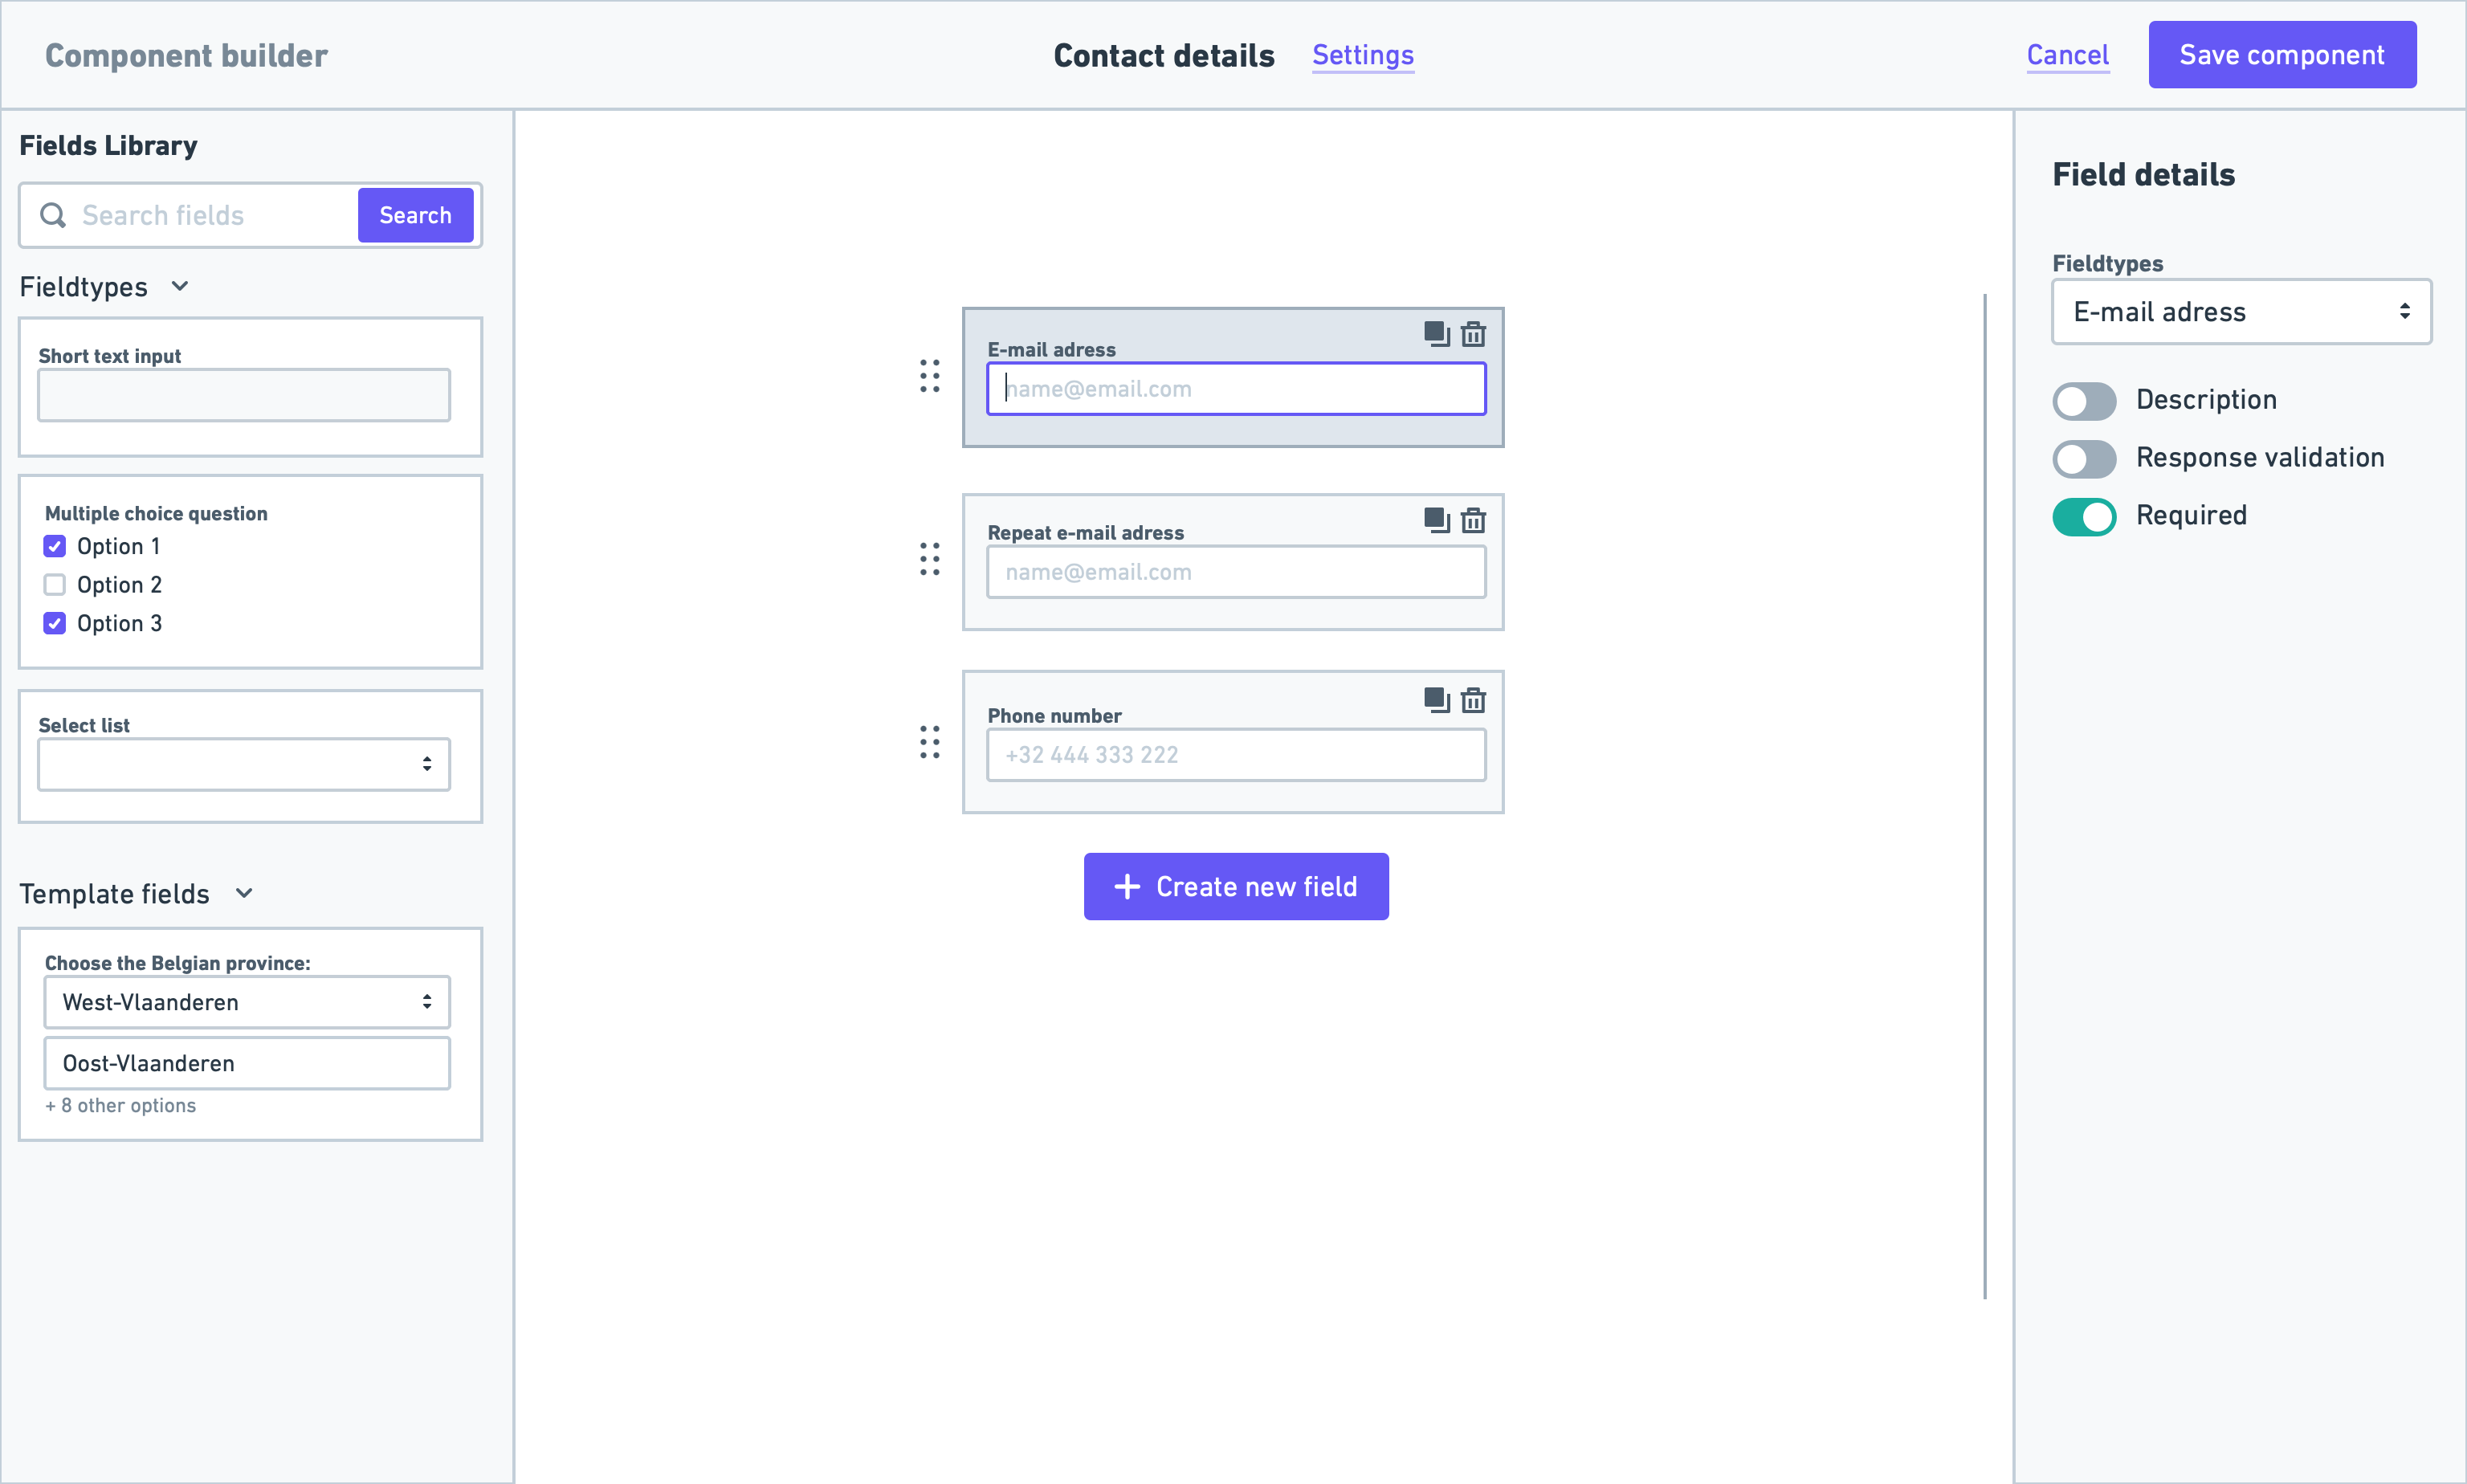 Component builder
Contact details
Settings
Cancel
Save component
Fields Library
Search fields
Search
Fieldtypes
Short text input
Multiple choice question
Option 1
Option 2
Option 3
Select list
Template fields
Choose the Belgian province:
West-Vlaanderen
Oost-Vlaanderen
+ 8 other options
E-mail adress
name@email.com
Repeat e-mail adress
name@email.com
Phone number
+32 444 333 222
Create new field
Field details
Fieldtypes
E-mail adress
Description
Response validation
Required